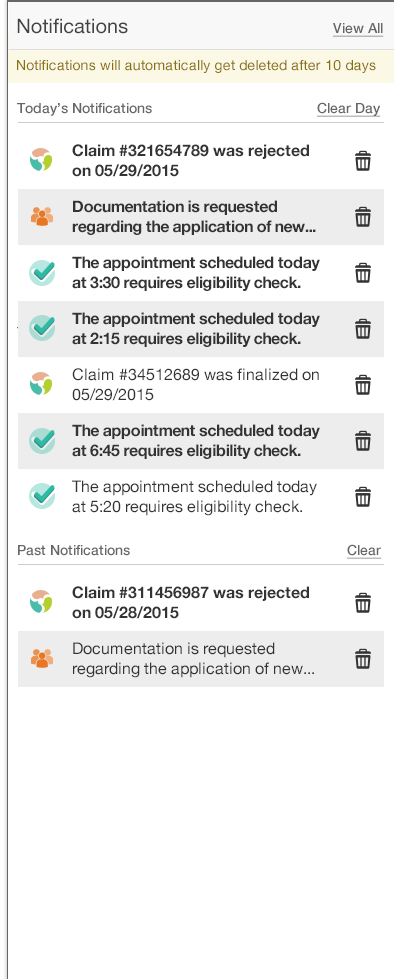 Notifications View All
Notifications will automatically get deleted after 10 days
Today’s Notifications Clear Day
Claim #321654789 was rejected
on 05/29/2015
Documentation is requested
regarding the application of new...
The appointment scheduled today
at 3:30 requires eligibility check.
The appointment scheduled today
at 2:15 requires eligibility check.
Claim #34512689 was finalized on
05/29/2015
The appointment scheduled today
at 6:45 requires eligibility check.
The appointment scheduled today
at 5:20 requires eligibility check.
Past Notifications Clear
Claim #311456987 was rejected
on 05/28/2015
Documentation is requested
regarding the application of new...